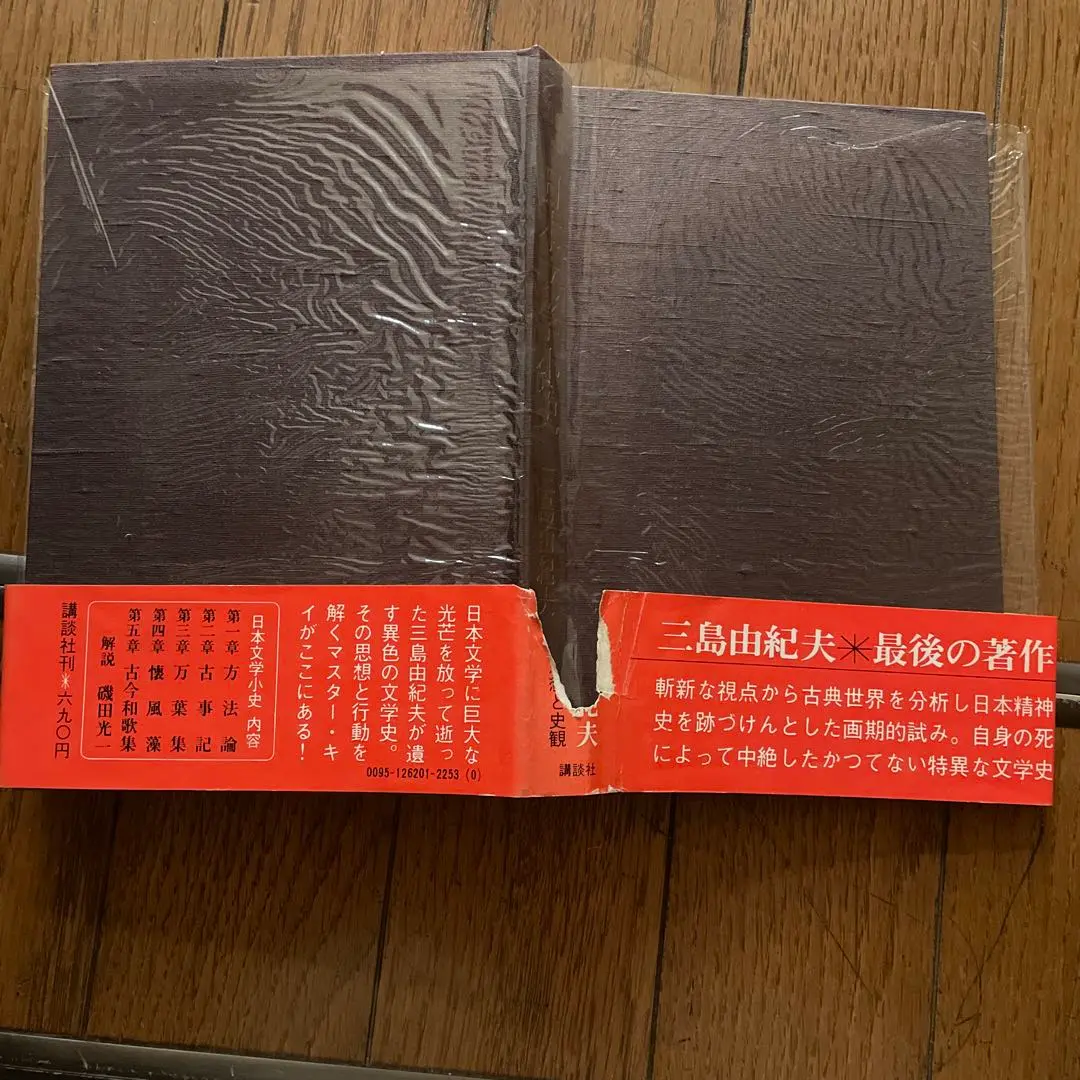 三島由紀夫✳最後の著作
斬新な視点から古典世界を分析し日本精神
史を跡づけんとした画期的試み。自身の死
によって中絶したかつてない特異な文学史
と史観
夫
講談社
日本文学に巨大な
光芒を放って逝っ
た三島由紀夫が遺
す異色の文学史。
その思想と行動を
解くマスター・キ
イがここにある！
0095-126201-2253 (0)
日本文学小史 内容
第一章 方法論
第二章 古事記
第三章 万葉集
第四章 懐風藻
第五章 古今和歌集
解説 磯田光一
講談社刊✳六九〇円